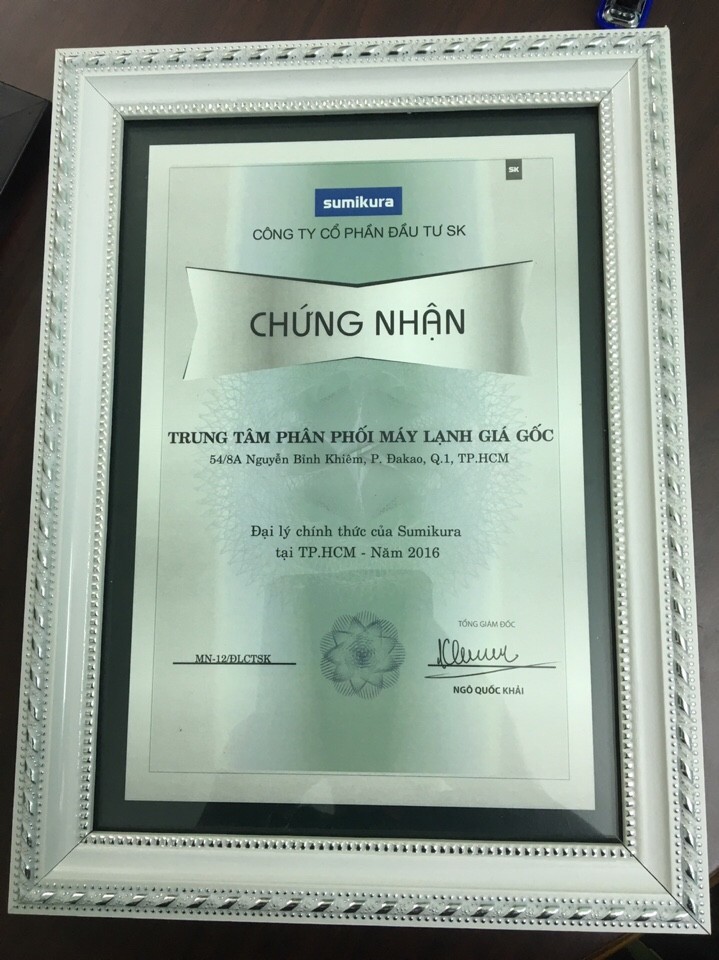 SK
sumikura
CÔNG TY CỔ PHẦN ĐẦU TƯ SK
CHỨNG NHẬN
TRUNG TÂM PHÂN PHỐI MÁY LẠNH GIÁ GỐC
54/8A Nguyễn Bỉnh Khiêm, P. Đakao, Q.1, TP.HCM
Đại lý chính thức của Sumikura
tại TP.HCM - Năm 2016
TỔNG GIÁM ĐỐC
MN-12/ĐLCTSK
NGÔ QUỐC KHẢI